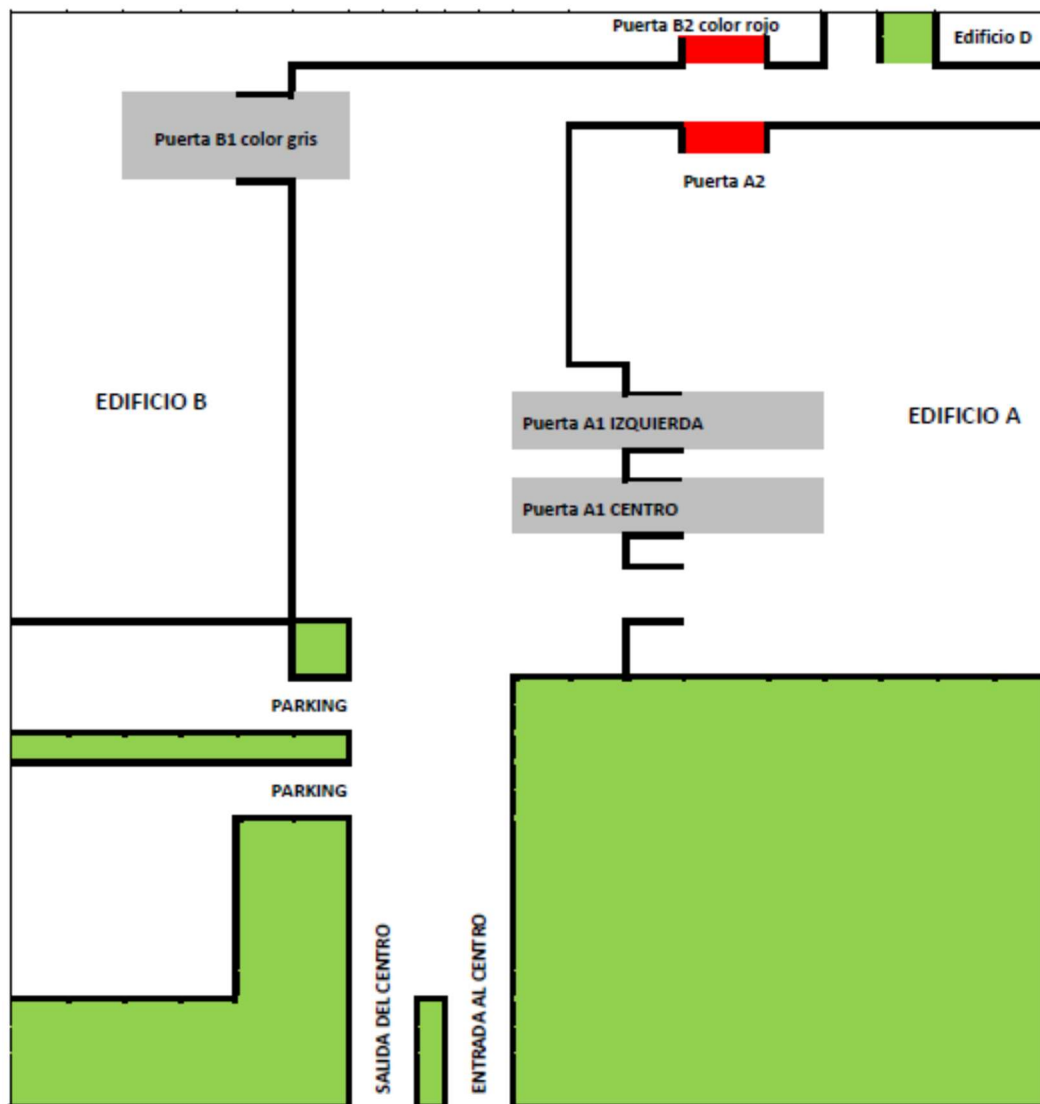 Puerta B2 color rojo
Edificio D
Puerta B1 color gris
Puerta A2
EDIFICIO B
EDIFICIO A
Puerta A1 IZQUIERDA
Puerta A1 CENTRO
PARKING
PARKING
SALIDA DEL CENTRO
ENTRADA AL CENTRO